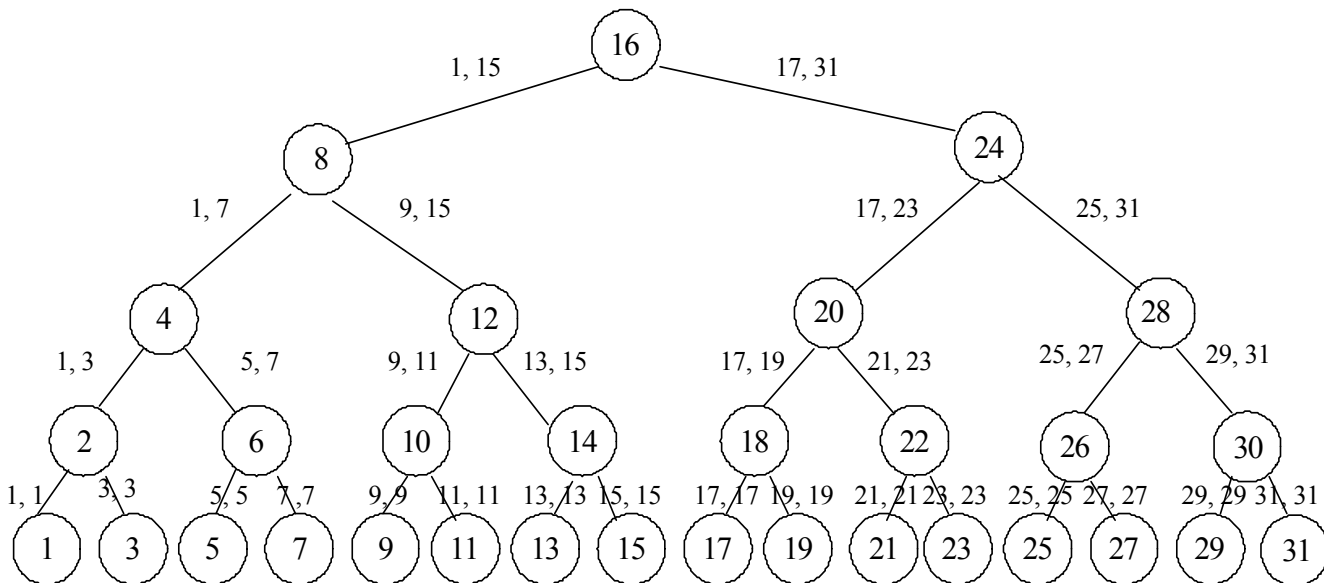 16
1, 15 17, 31
8 24
1, 7 9, 15 17, 23 25, 31
4 12 20 28
1, 3 5, 7 9, 11 13, 15 17, 19 21, 23 25, 27 29, 31
2 6 10 14 18 22 26 30
1, 1 3, 3 5, 5 7, 7 9, 9 11, 11 13, 13 15, 15 17, 17 19, 19 21, 21 23, 23 25, 25 27, 27 29, 29 31, 31
1 3 5 7 9 11 13 15 17 19 21 23 25 27 29 31